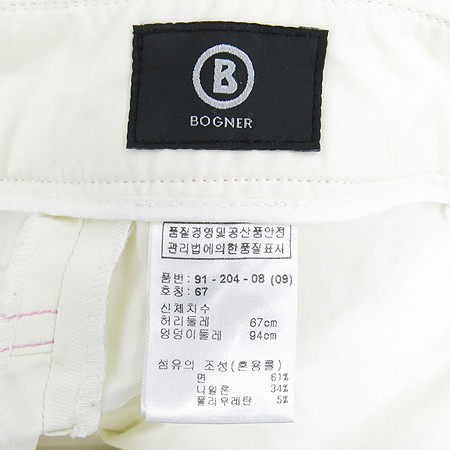 B
BOGNER
품질경영및공산품안전
관리법에의한품질표시
품번: 91-204-08 (09)
호칭: 67
신체치수
허리둘레 67cm
엉덩이둘레 94cm
섬유의 조성(혼용률)
면 61%
나일론 34%
폴리우레탄 5%